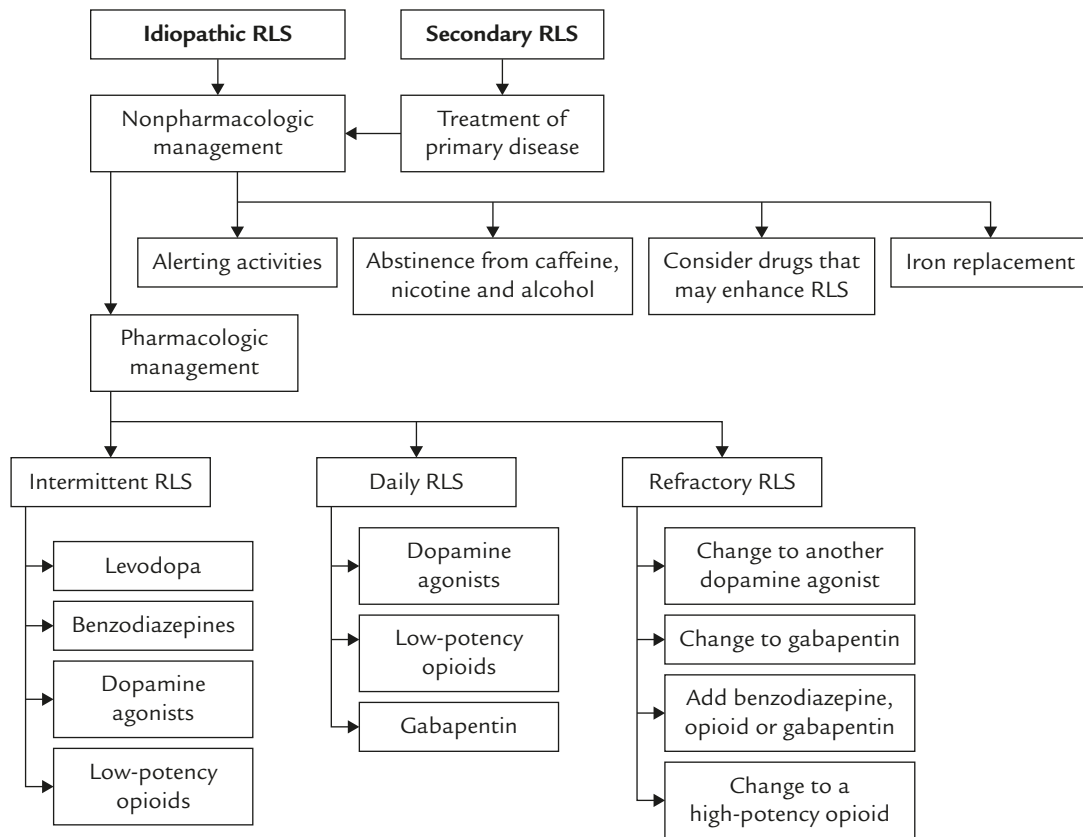 Idiopathic RLS
Secondary RLS
Nonpharmacologic
management
Treatment of
primary disease
Alerting activities
Abstinence from caffeine,
nicotine and alcohol
Consider drugs that
may enhance RLS
Iron replacement
Pharmacologic
management
Intermittent RLS
Daily RLS
Refractory RLS
Levodopa
Benzodiazepines
Dopamine
agonists
Low-potency
opioids
Dopamine
agonists
Low-potency
opioids
Gabapentin
Change to another
dopamine agonist
Change to gabapentin
Add benzodiazepine,
opioid or gabapentin
Change to a
high-potency opioid